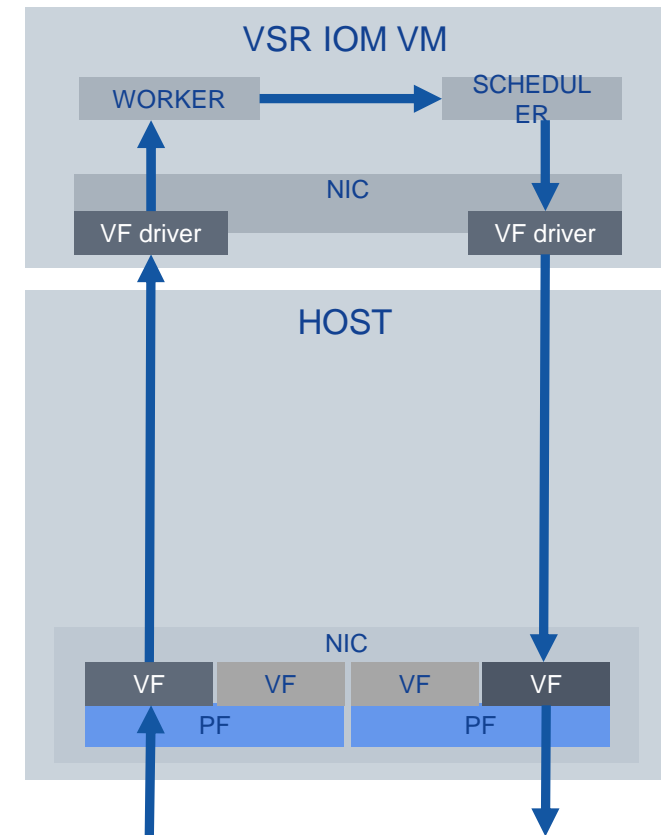 VSR IOM VM
WORKER
SCHEDUL
ER
NIC
VF driver
VF driver
HOST
NIC
VF
VF
VF
VF
PF
PF